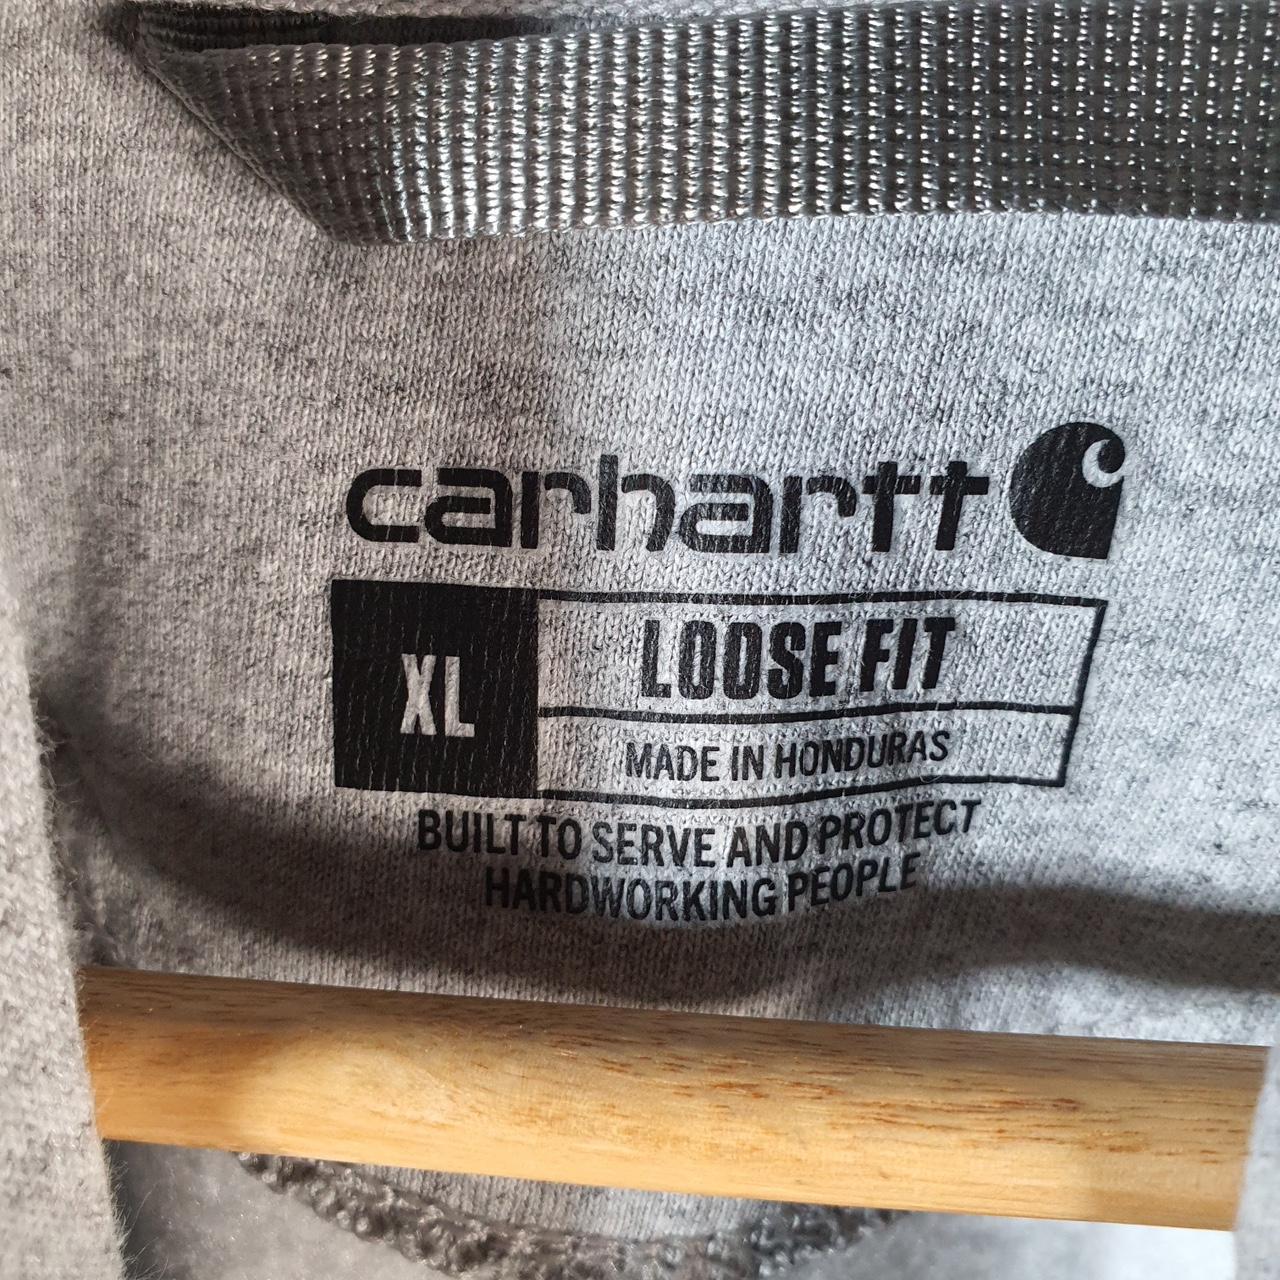 carhartt
XL
LOOSE FIT
MADE IN HONDURAS
BUILT TO SERVE AND PROTECT
HARDWORKING PEOPLE